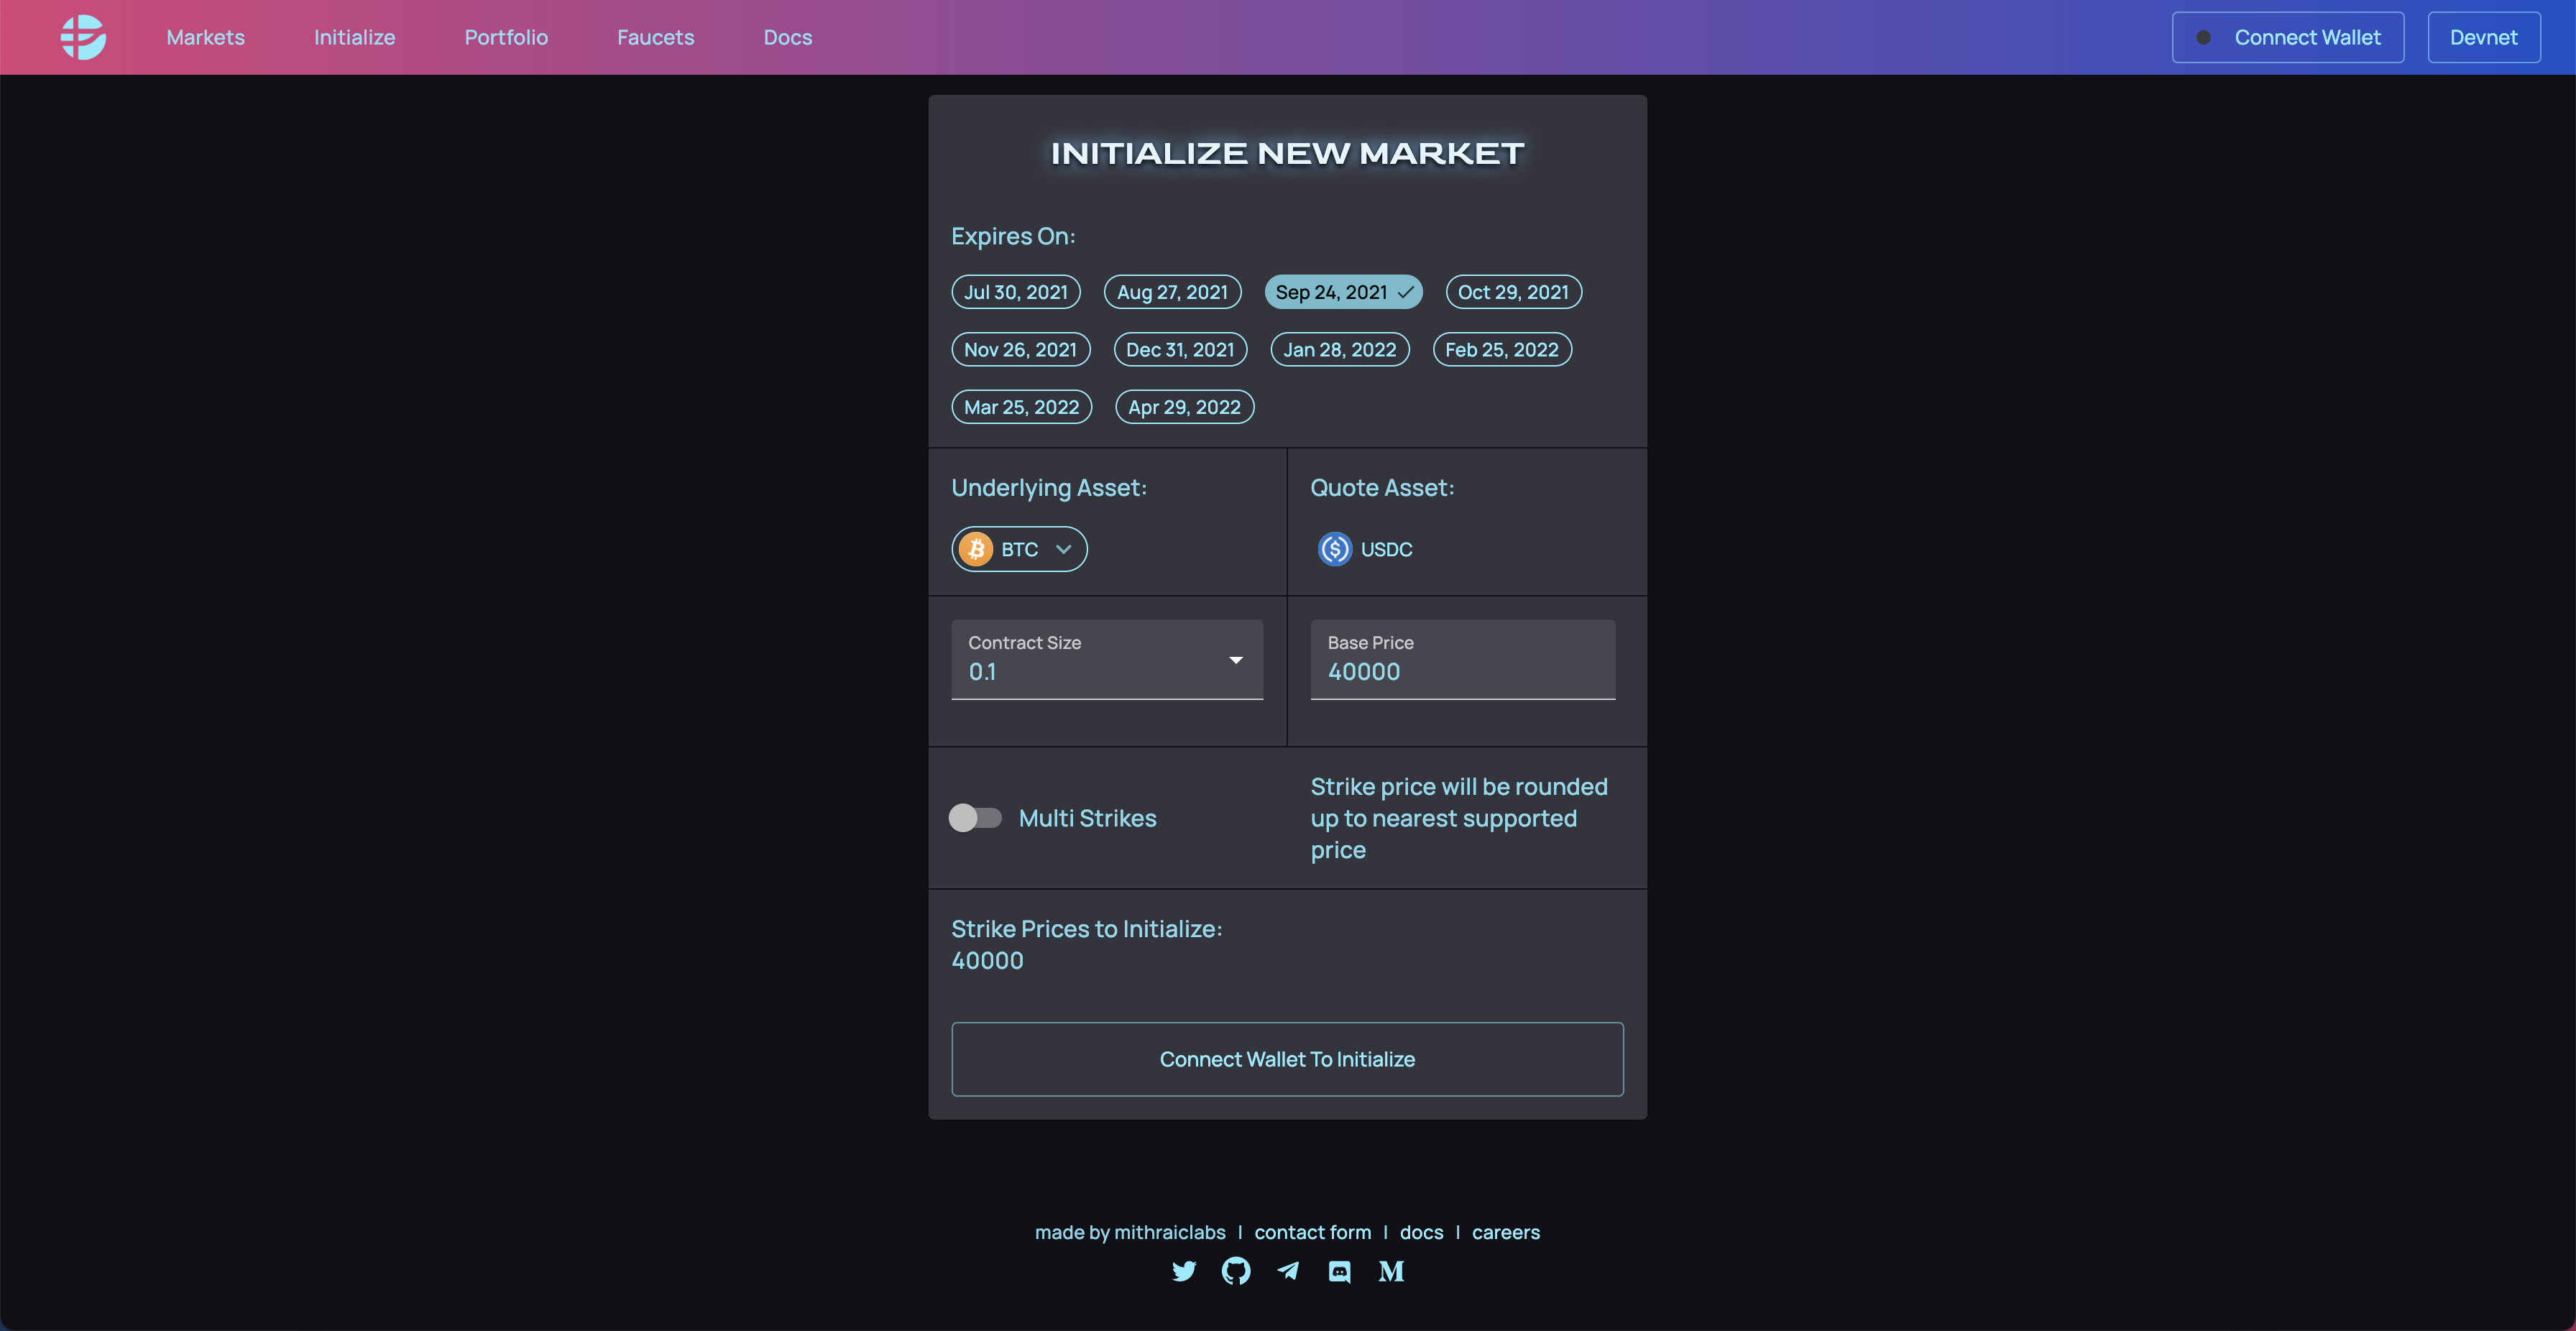 Markets Initialize Portfolio Faucets Docs Connect Wallet Devnet
INITIALIZE NEW MARKET
Expires On:
Jul 30, 2021 Aug 27, 2021 Sep 24, 2021 Oct 29, 2021
Nov 26, 2021 Dec 31, 2021 Jan 28, 2022 Feb 25, 2022
Mar 25, 2022 Apr 29, 2022
Underlying Asset:
BTC
Quote Asset:
USDC
Contract Size
0.1
Base Price
40000
Multi Strikes
Strike price will be rounded
up to nearest supported
price
Strike Prices to Initialize:
40000
Connect Wallet To Initialize
made by mithraiclabs | contact form | docs | careers